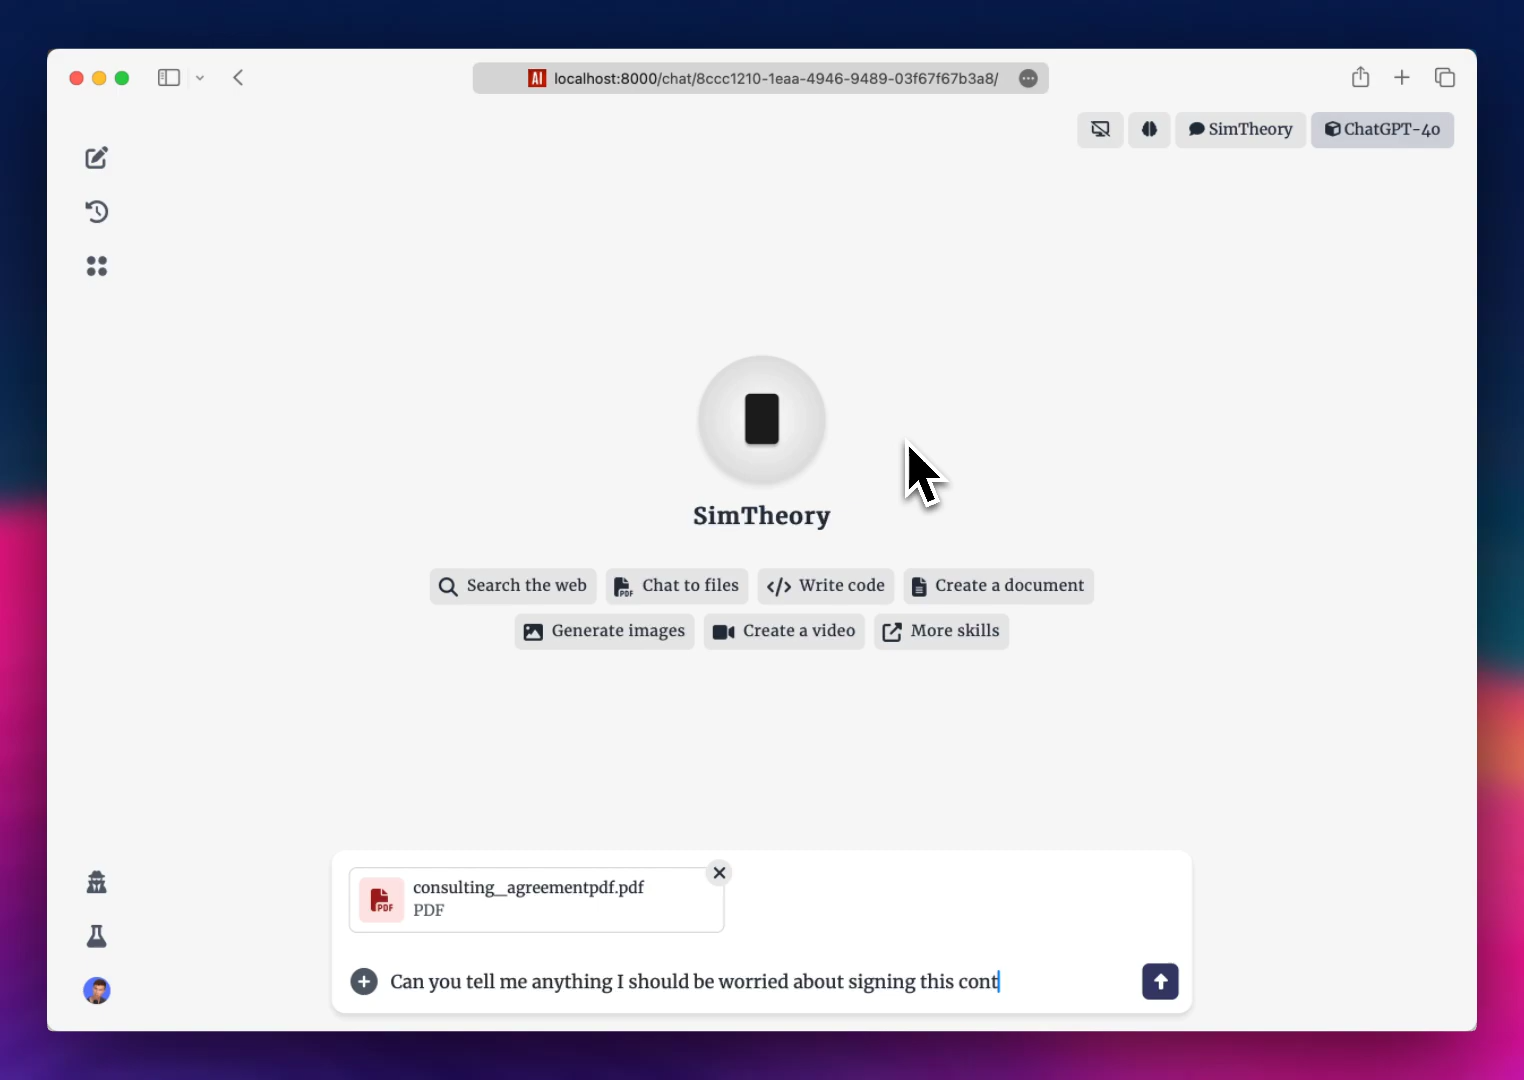 AI localhost:8000/chat/8ccc1210-1eaa-4946-9489-03f67f67b3a8/
SimTheory ChatGPT-4o
SimTheory
Search the web Chat to files </> Write code Create a document
Generate images Create a video More skills
consulting_agreementpdf.pdf
PDF
PDF
Can you tell me anything I should be worried about signing this cont